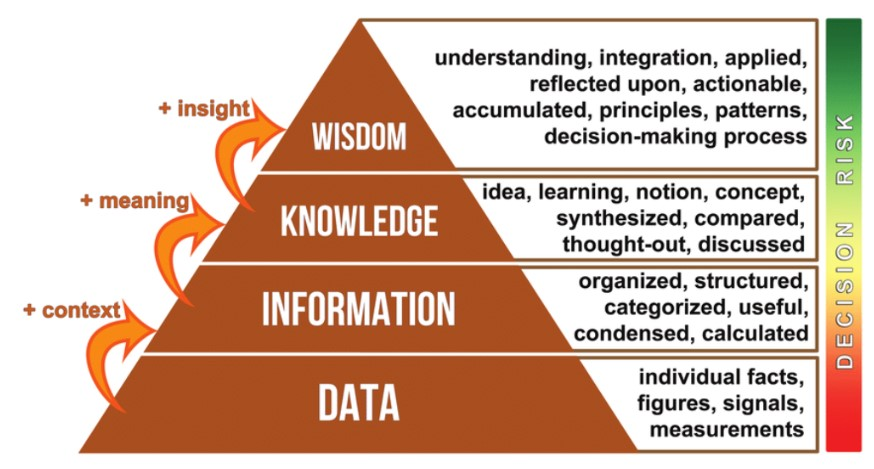 understanding, integration, applied,
reflected upon, actionable,
accumulated, principles, patterns,
decision-making process
+ insight
WISDOM
+ meaning
idea, learning, notion, concept,
synthesized, compared,
thought-out, discussed
KNOWLEDGE
+ context
organized, structured,
categorized, useful,
condensed, calculated
INFORMATION
individual facts,
figures, signals,
measurements
DATA
DECISION RISK